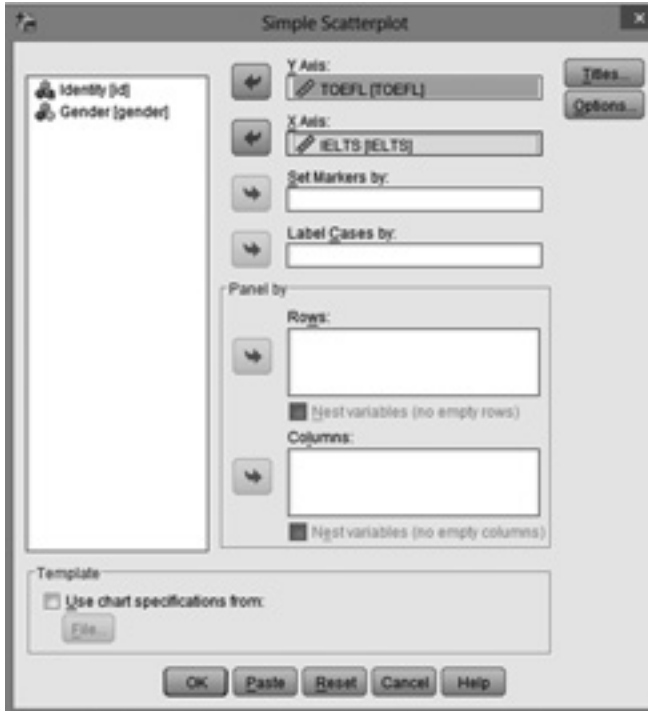 Simple Scatterplot
Identity [id]
Gender [gender]
Y Axis:
TOEFL [TOEFL]
X Axis:
IELTS [IELTS]
Set Markers by:
Label Cases by:
Panel by
Rows:
Nest variables (no empty rows)
Columns:
Nest variables (no empty columns)
Titles...
Options...
Template
Use chart specifications from:
File...
OK
Paste
Reset
Cancel
Help